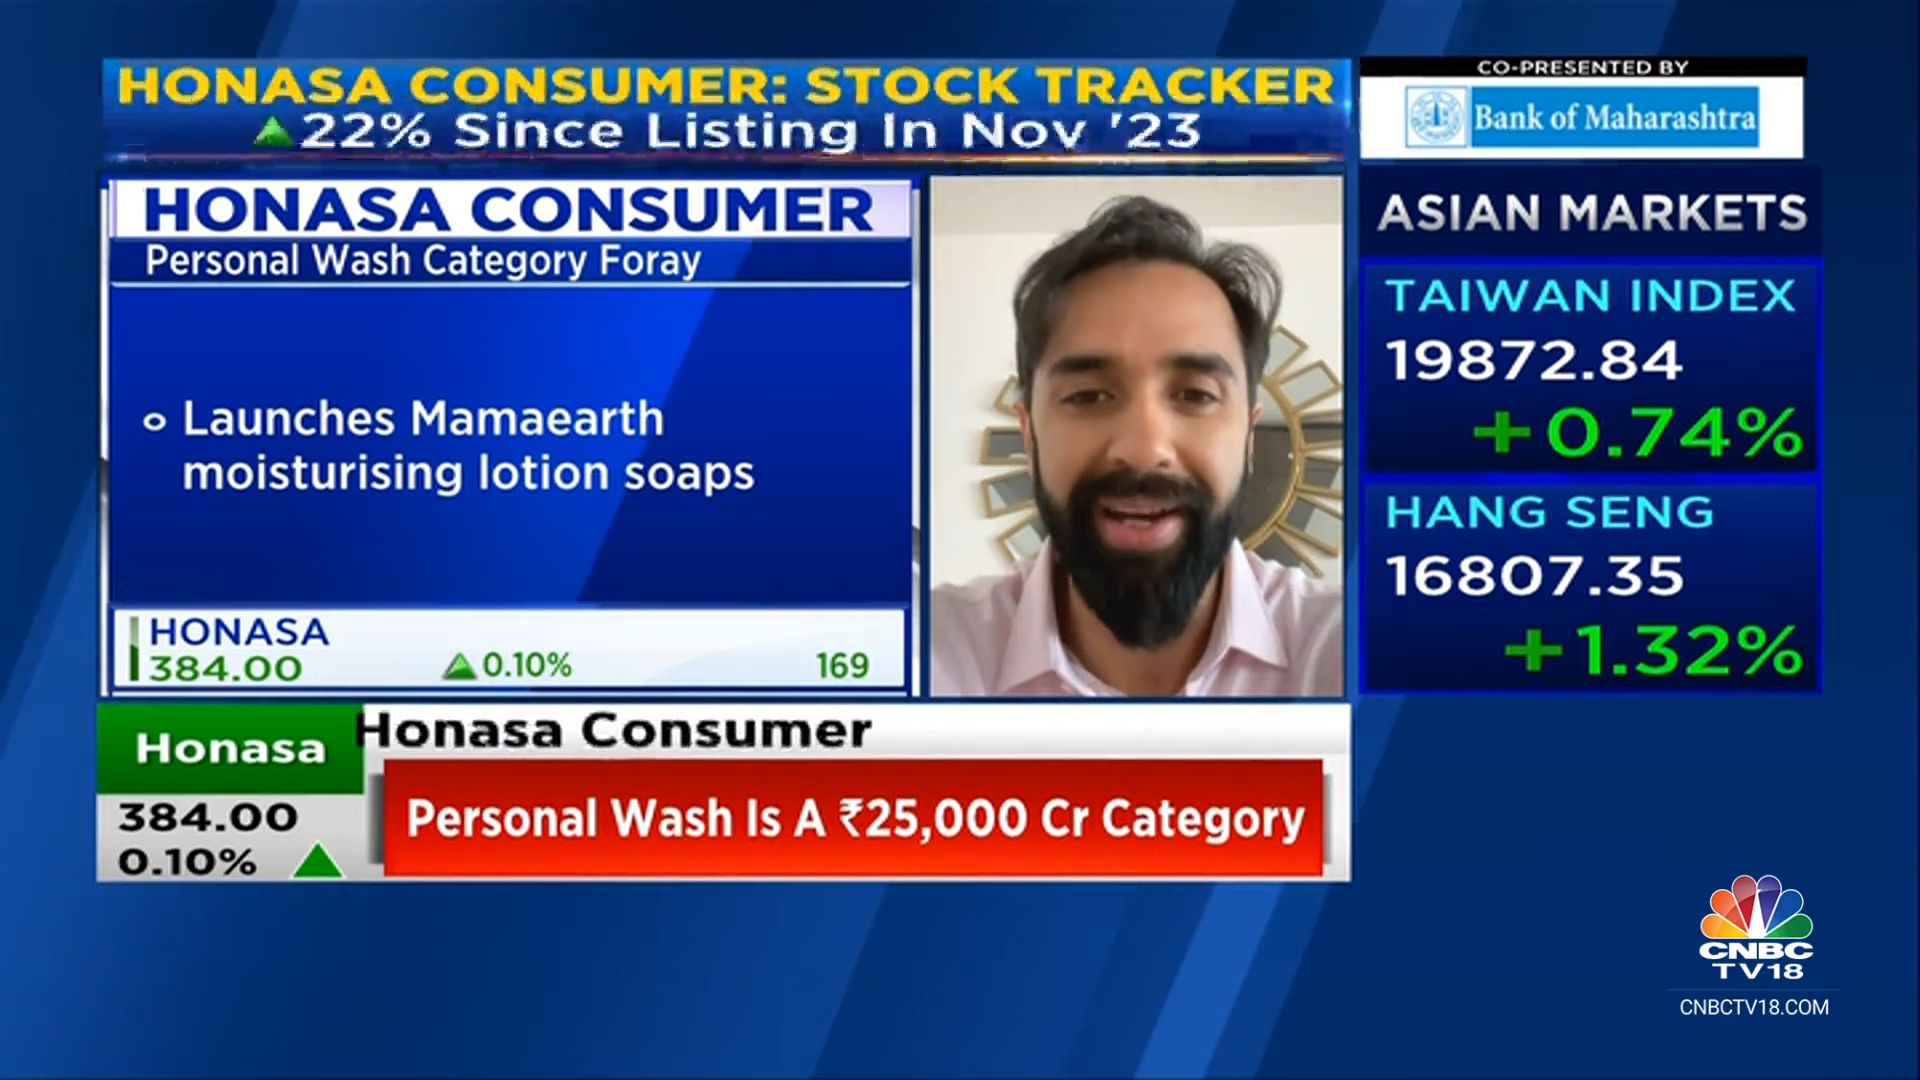 HONASA CONSUMER: STOCK TRACKER
22% Since Listing In Nov '23
CO-PRESENTED BY
Bank of Maharashtra
HONASA CONSUMER
Personal Wash Category Foray
Launches Mamaearth
moisturising lotion soaps
HONASA
384.00 0.10% 169
ASIAN MARKETS
TAIWAN INDEX
19872.84
+0.74%
HANG SENG
16807.35
+1.32%
Honasa
384.00
0.10%
Honasa Consumer
Personal Wash Is A ₹25,000 Cr Category
CNBC
TV18
CNBCTV18.COM